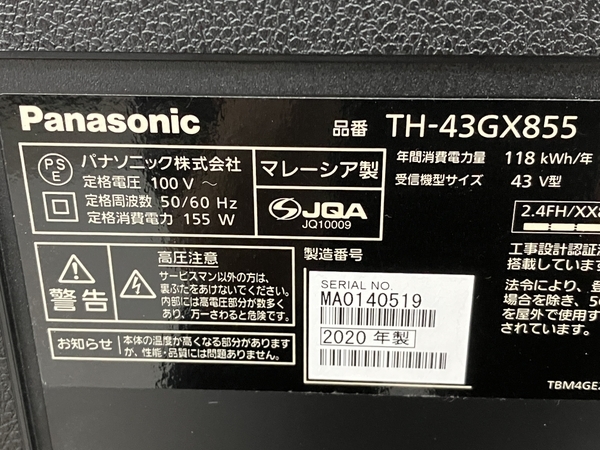 Panasonic
品番 TH-43GX855
PS
E
パナソニック株式会社
定格電圧 100 V ～
定格周波数 50/60 Hz
定格消費電力 155 W
マレーシア製
JQA
JQ10009
年間消費電力量 118 kWh/年
受信機型サイズ 43 V型
2.4FH/XX8
高圧注意
サービスマン以外の方は、
裏ぶたをあけないでください。
内部には高電圧部分が数多く
あり、万一さわると危険です。
警告
お知らせ
本体の温度が高くなる部分があります
が、性能・品質には問題ありません。
製造番号
SERIAL NO.
MA0140519
2020 年製
工事設計認証済
搭載しています
法令により、
場合を除き、5G
を屋外で使用す
されています。
TBM4GE